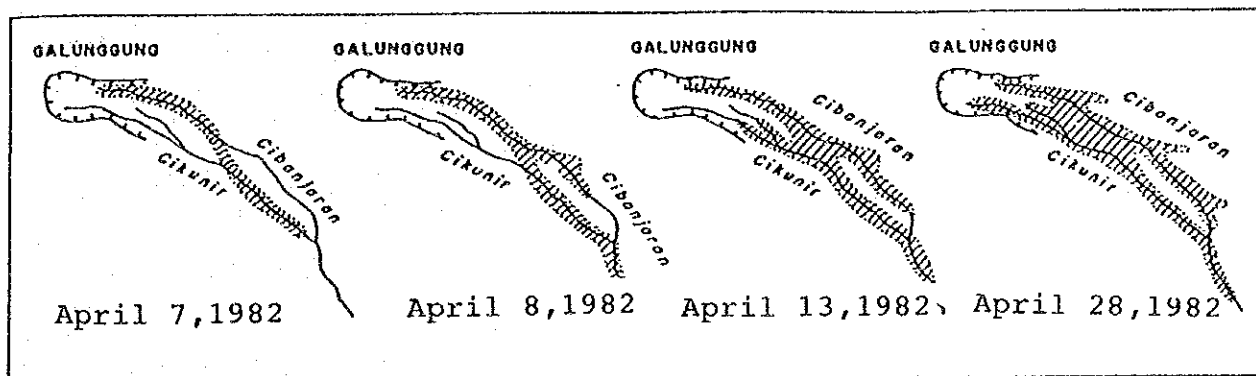 GALUNGGUNG
Cibanjaran
Cikunir
April 7,1982
GALUNGGUNG
Cikunir
Cibanjaran
April 8,1982
GALUNGGUNG
Cibanjaran
Cikunir
April 13,1982
GALUNGGUNG
Cibanjaran
Cikunir
April 28,1982